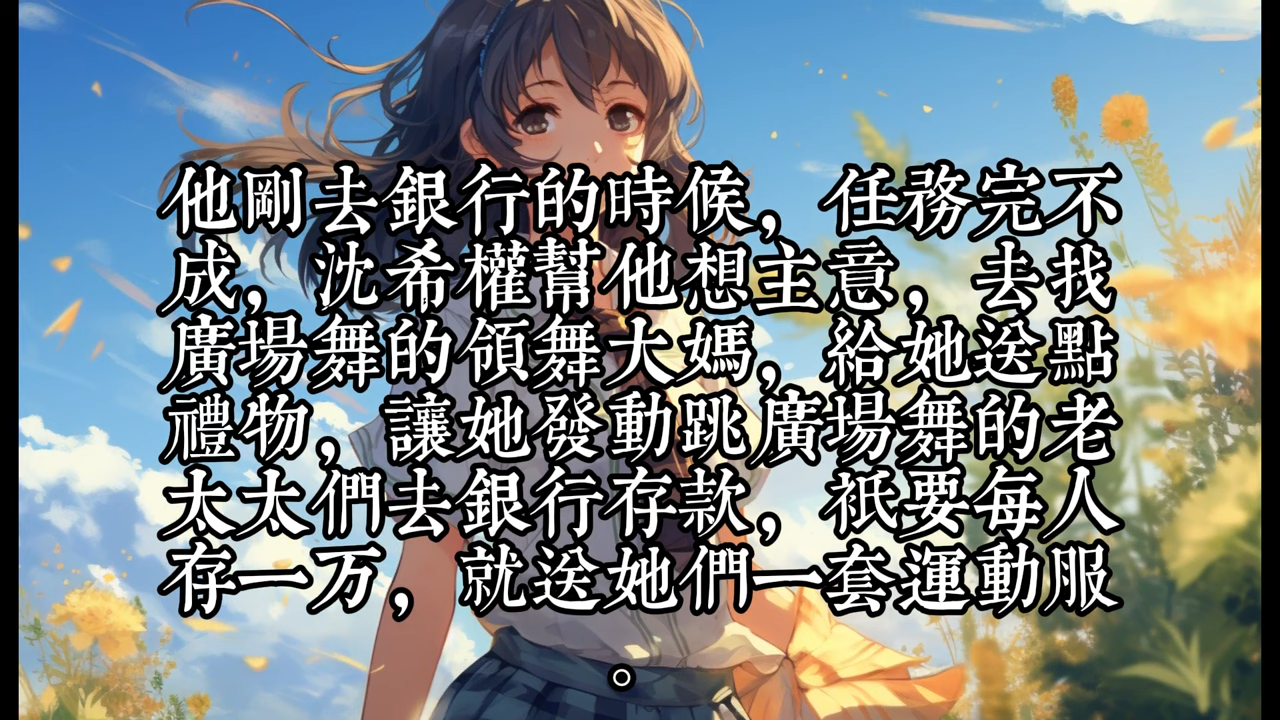 他剛去銀行的時候，任務完不
成，沈希權幫他想主意，去找
廣場舞的領舞大媽，給她送點
禮物，讓她發動跳廣場舞的老
太太們去銀行存款，祇要每人
存一万，就送她們一套運動服
。